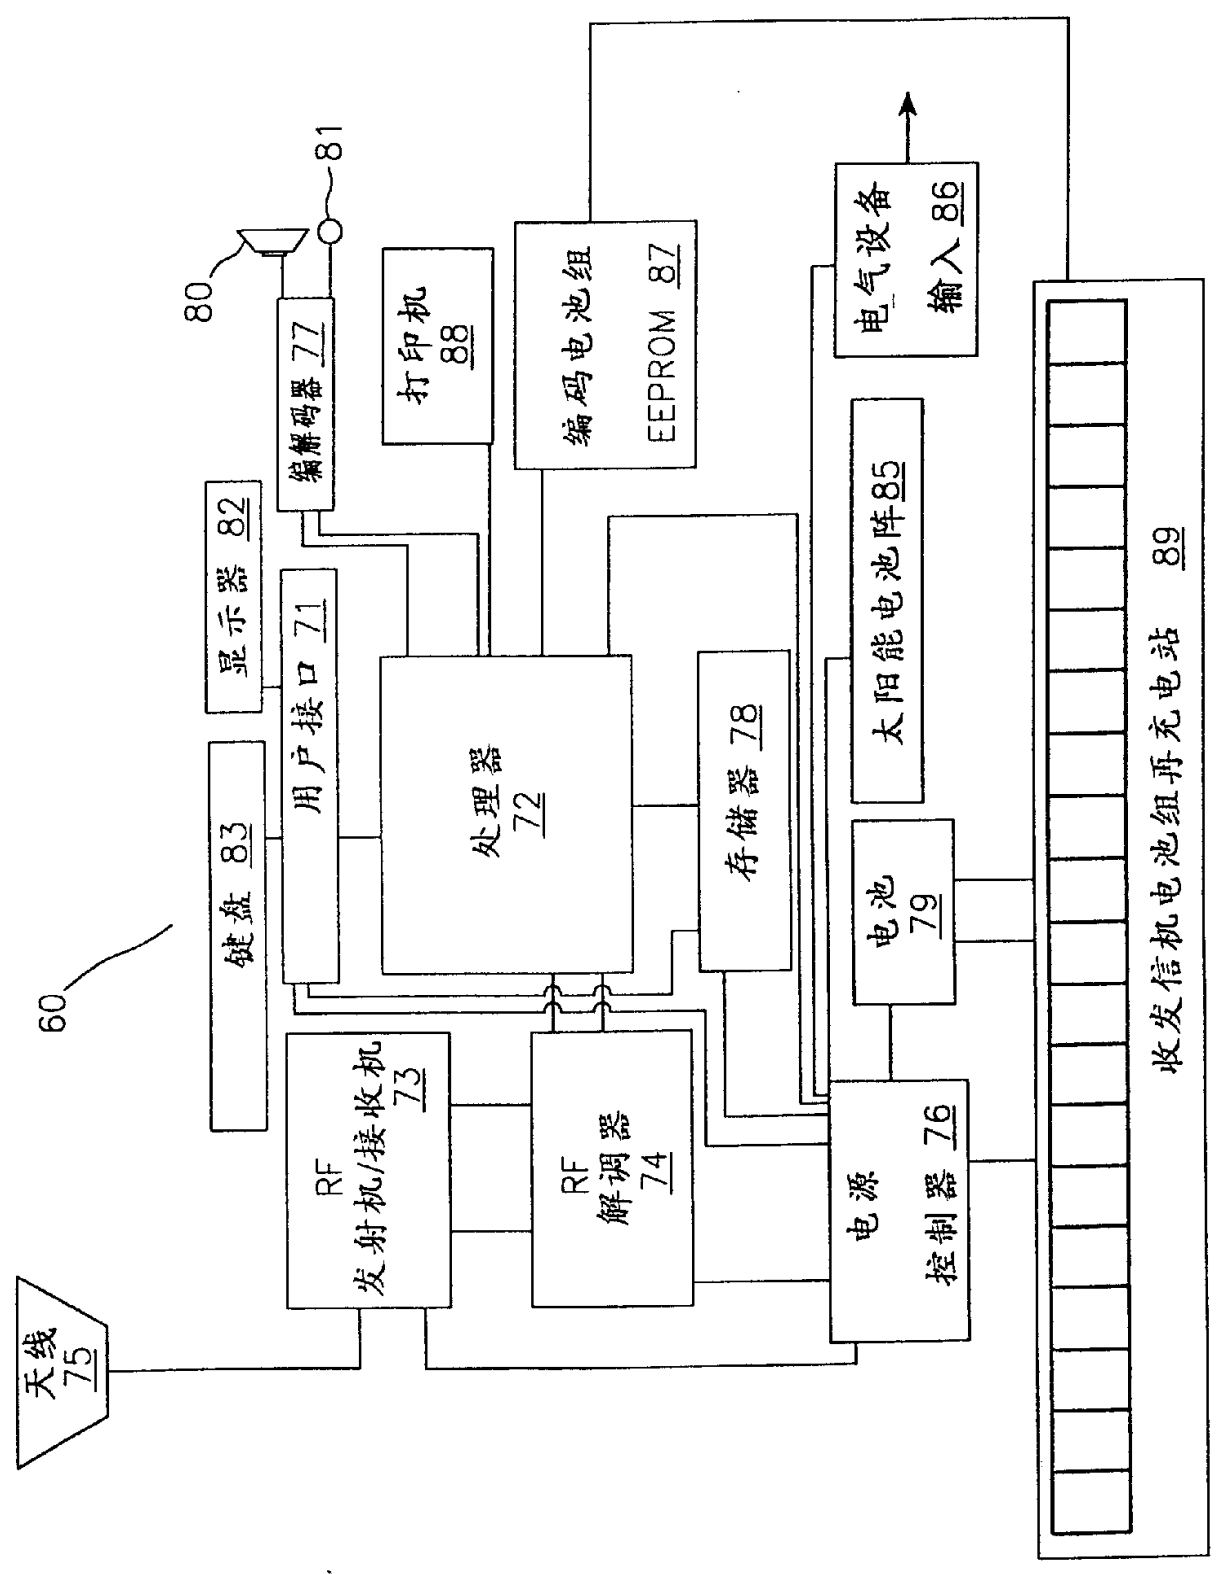 60
天线
75
键盘 83
显示器 82
80
81
用户接口 71
编解码器 77
RF
发射机/接收机
73
处理器
72
打印机
88
RF
解调器
74
存储器 78
编码电池组
EEPROM 87
电源
控制器 76
电池
79
太阳能电池阵 85
电气设备
输入 86
收发信机电池组再充电站 89